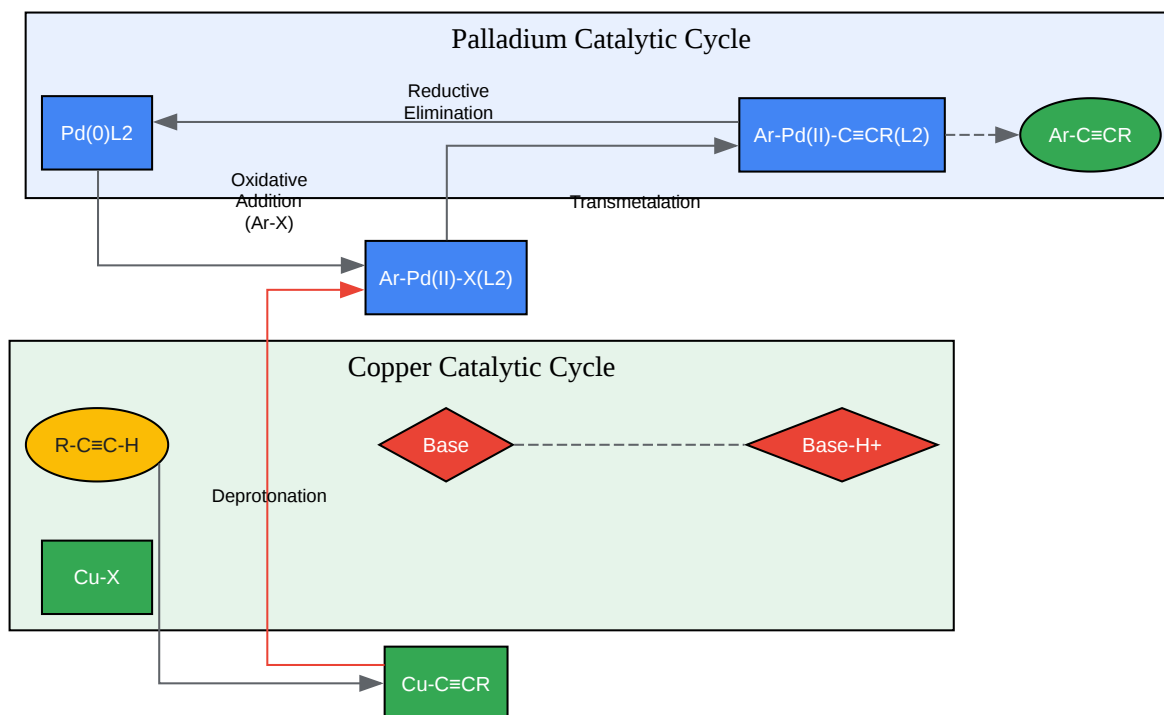 Palladium Catalytic Cycle
Reductive
Elimination
Pd(0)L2
Ar-Pd(II)-C≡CR(L2)
Ar-C≡CR
Oxidative
Addition
(Ar-X)
Transmetalation
Ar-Pd(II)-X(L2)
Copper Catalytic Cycle
R-C≡C-H
Base
Base-H+
Deprotonation
Cu-X
Cu-C≡CR